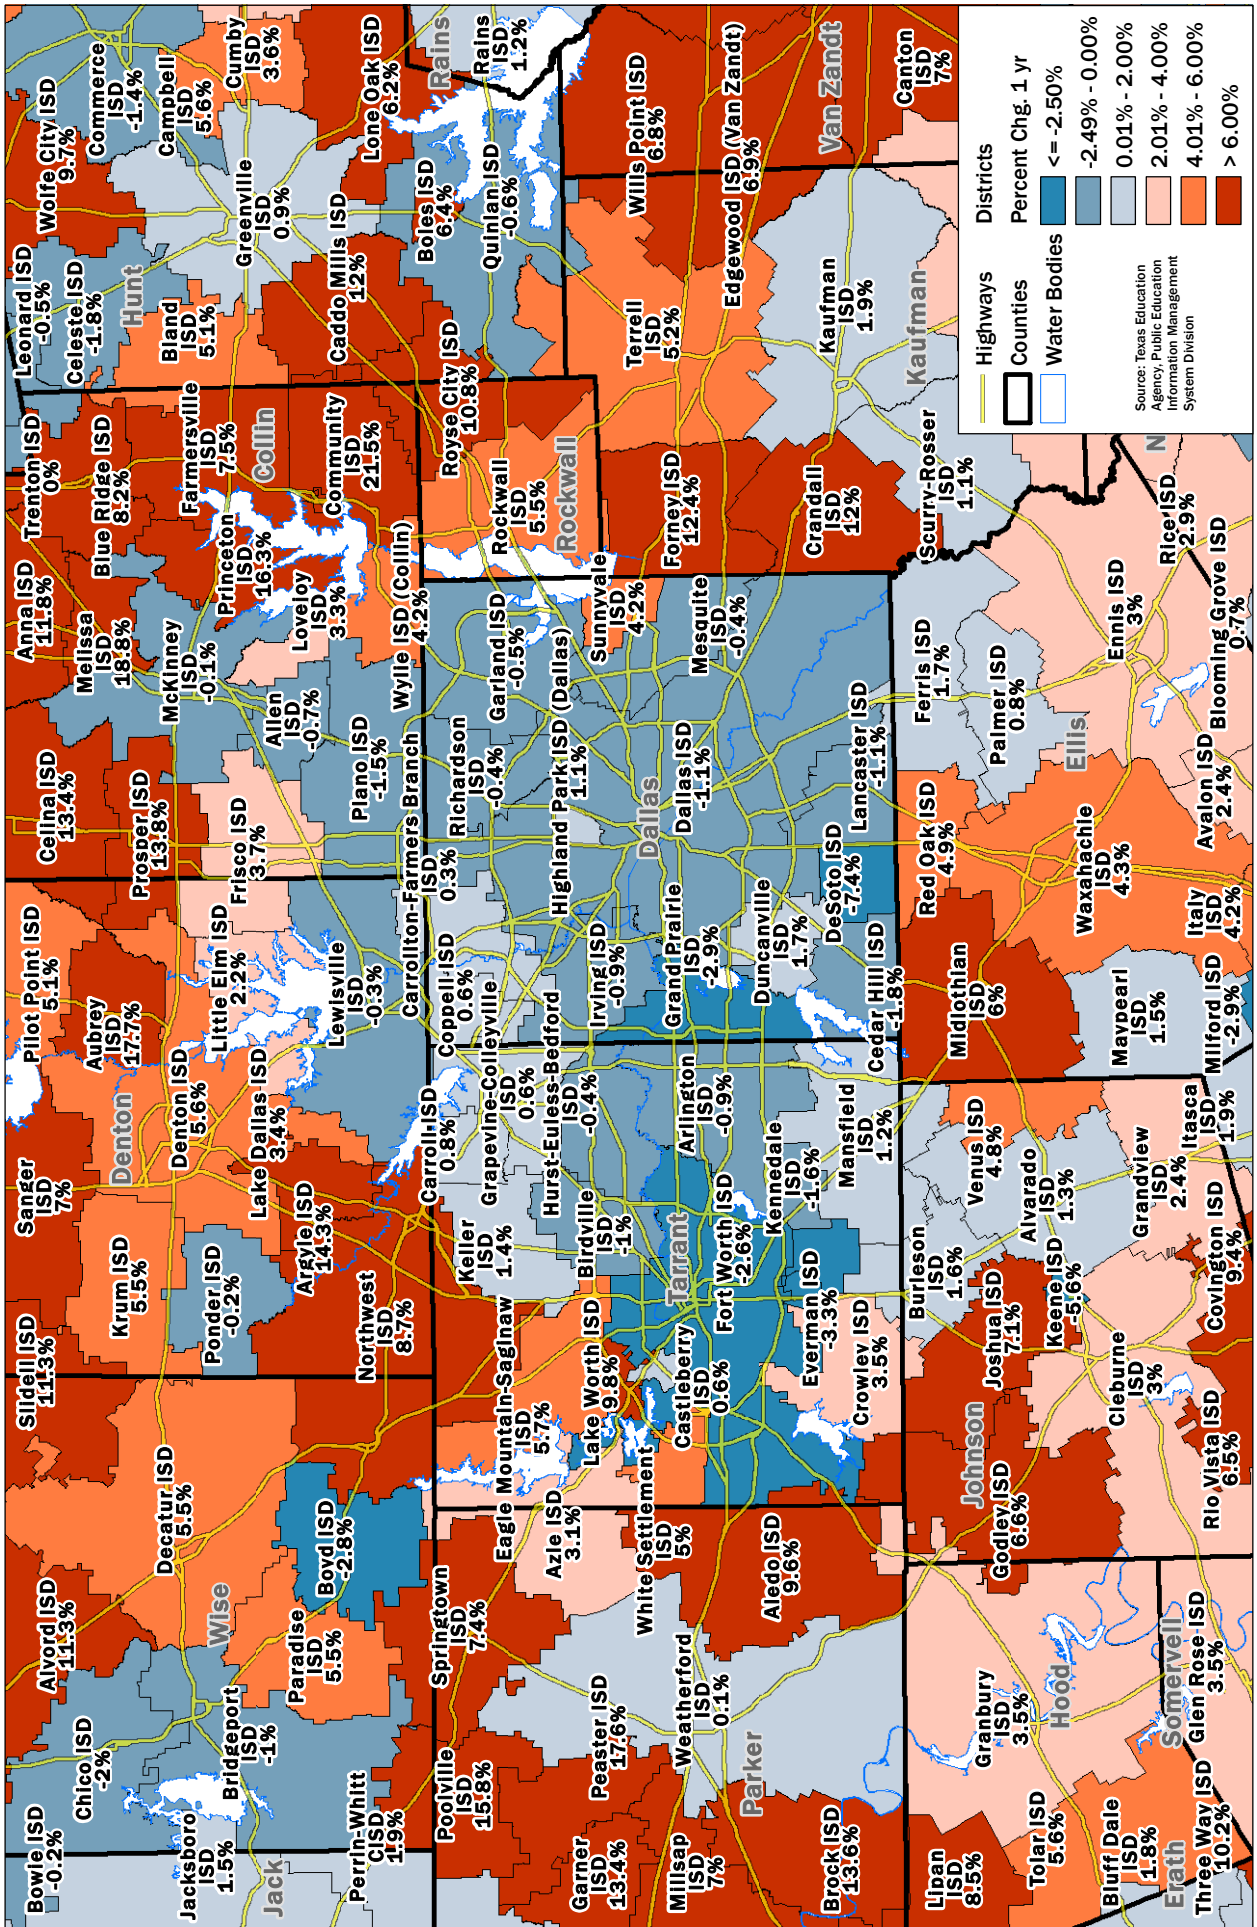 Bowie ISD
-0.2%
Alvord ISD
11.3%
Slidell ISD
11.3%
Sanger
ISD
7%
Pilot Point ISD
5.1%
Celina ISD
13.4%
Anna ISD
11.8%
Trenton ISD
0%
Leonard ISD
-0.5%
Wolfe City ISD
9.7%
Chico ISD
-2%
Aubrey
ISD
17.7%
Melissa
ISD
18.8%
Blue Ridge ISD
8.2%
Celeste ISD
-1.8%
Commerce
ISD
-1.4%
Denton
Krum ISD
5.5%
Hunt
Prosper ISD
13.8%
Decatur ISD
5.5%
Denton ISD
5.6%
McKinney
ISD
-0.1%
Farmersville
ISD
7.5%
Bland
ISD
5.1%
Campbell
ISD
5.6%
Jacksboro
ISD
1.5%
Bridgeport
ISD
-1%
Wise
Ponder ISD
-0.2%
Little Elm ISD
2.2%
Frisco ISD
3.7%
Princeton
ISD
16.3%
Greenville
ISD
0.9%
Cumby
ISD
3.6%
Jack
Lake Dallas ISD
3.4%
Allen
ISD
-0.7%
Collin
Paradise
ISD
5.5%
Boyd ISD
-2.8%
Argyle ISD
14.3%
Lovejoy
ISD
3.3%
Community
ISD
21.5%
Caddo Mills ISD
12%
Perrin-Whitt
CISD
1.9%
Northwest
ISD
8.7%
Lewisville
ISD
-0.3%
Plano ISD
-1.5%
Wylie ISD (Collin)
4.2%
Lone Oak ISD
6.2%
Carrollton-Farmers Branch
ISD
0.3%
Poolville
ISD
15.8%
Springtown
ISD
7.4%
Carroll ISD
0.8%
Coppell ISD
0.6%
Boles ISD
6.4%
Rains
Keller
ISD
1.4%
Richardson
ISD
-0.4%
Royse City ISD
10.8%
Grapevine-Colleyville
ISD
0.6%
Garland ISD
-0.5%
Rockwall
ISD
5.5%
Quinlan ISD
-0.6%
Rains
ISD
1.2%
Eagle Mountain-Saginaw
ISD
5.7%
Azle ISD
3.1%
Hurst-Euless-Bedford
ISD
-0.4%
Highland Park ISD (Dallas)
1.1%
Rockwall
Garner
ISD
13.4%
Peaster ISD
17.6%
Lake Worth ISD
9.8%
Birdville
ISD
-1%
Irving ISD
-0.9%
Sunnyvale
ISD
4.2%
Terrell
ISD
5.2%
Wills Point ISD
6.8%
White Settlement
ISD
5%
Dallas
Millsap
ISD
7%
Weatherford
ISD
0.1%
Castleberry
ISD
0.6%
Tarrant
Arlington
ISD
-0.9%
Grand Prairie
ISD
-2.9%
Dallas ISD
-1.1%
Mesquite
ISD
-0.4%
Forney ISD
12.4%
Fort Worth ISD
-2.6%
Edgewood ISD (Van Zandt)
6.9%
Parker
Aledo ISD
9.6%
Kennedale
ISD
-1.6%
Duncanville
ISD
1.7%
Brock ISD
13.6%
Everman ISD
-3.3%
DeSoto ISD
-7.4%
Crandall
ISD
12%
Kaufman
ISD
1.9%
Van Zandt
Crowley ISD
3.5%
Mansfield
ISD
1.2%
Cedar Hill ISD
-1.8%
Lancaster ISD
-1.1%
Kaufman
Canton
ISD
7%
Lipan
ISD
8.5%
Burleson
ISD
1.6%
Red Oak ISD
4.9%
Ferris ISD
1.7%
Scurry-Rosser
ISD
1.1%
Granbury
ISD
3.5%
Johnson
Joshua ISD
7.1%
Venus ISD
4.8%
Midlothian
ISD
6%
Palmer ISD
0.8%
Godley ISD
6.6%
Tolar ISD
5.6%
Hood
Keene ISD
-5.6%
Alvarado
ISD
1.3%
Waxahachie
ISD
4.3%
Ellis
Bluff Dale
ISD
1.8%
Cleburne
ISD
3%
Grandview
ISD
2.4%
Maypearl
ISD
1.5%
Ennis ISD
3%
N
Rice ISD
2.9%
Erath
Somervell
Three Way ISD
10.2%
Glen Rose ISD
3.5%
Rio Vista ISD
6.5%
Covington ISD
9.4%
Itasca
ISD
1.9%
Milford ISD
-2.9%
Italy
ISD
4.2%
Avalon ISD
2.4%
Blooming Grove ISD
0.7%
Highways
Counties
Water Bodies
Districts
Percent Chg. 1 yr
<= -2.50%
-2.49% - 0.00%
0.01% - 2.00%
2.01% - 4.00%
4.01% - 6.00%
> 6.00%
Source: Texas Education
Agency, Public Education
Information Management
System Division